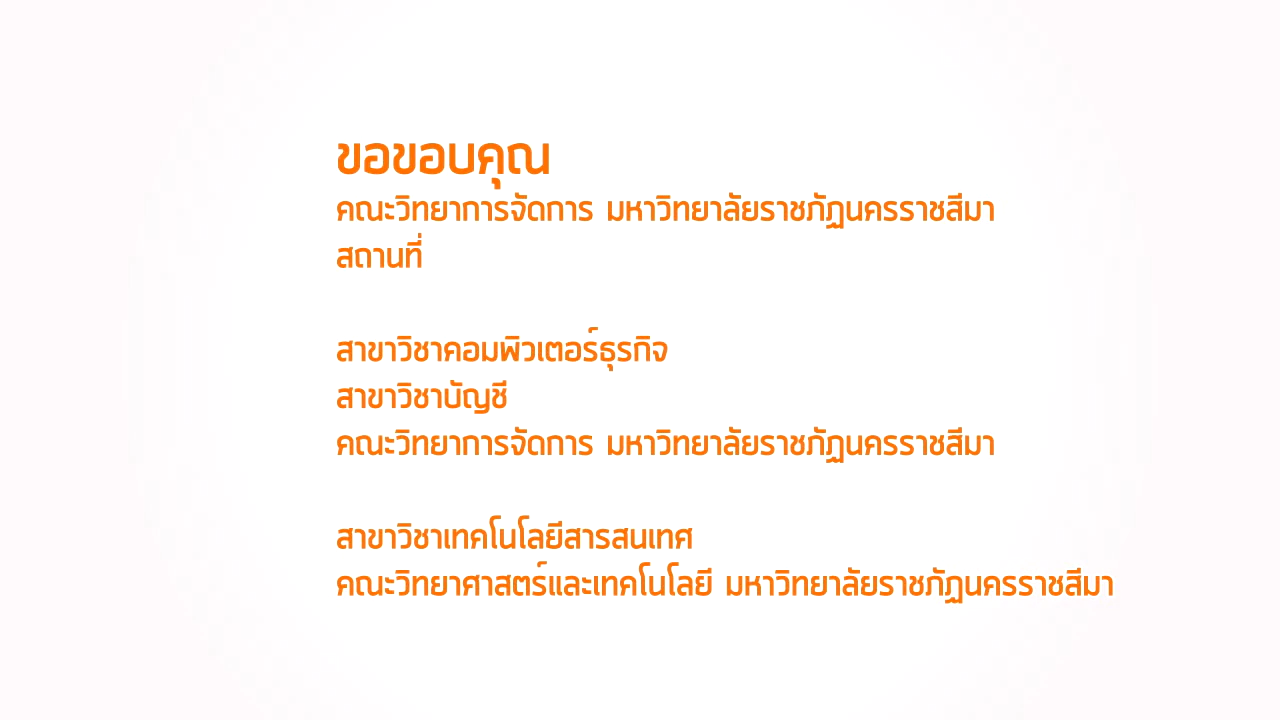 ขอขอบคุณ
คณะวิทยาการจัดการ มหาวิทยาลัยราชภัฏนครราชสีมา
สถานที่
สาขาวิชาคอมพิวเตอร์ธุรกิจ
สาขาวิชาบัญชี
คณะวิทยาการจัดการ มหาวิทยาลัยราชภัฏนครราชสีมา
สาขาวิชาเทคโนโลยีสารสนเทศ
คณะวิทยาศาสตร์และเทคโนโลยี มหาวิทยาลัยราชภัฏนครราชสีมา